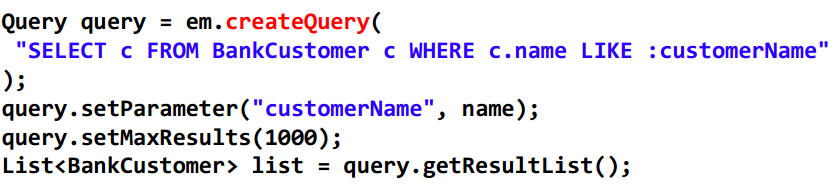 Query query = em.createQuery(
"SELECT c FROM BankCustomer c WHERE c.name LIKE :customerName"
);
query.setParameter("customerName", name);
query.setMaxResults(1000);
List<BankCustomer> list = query.getResultList();